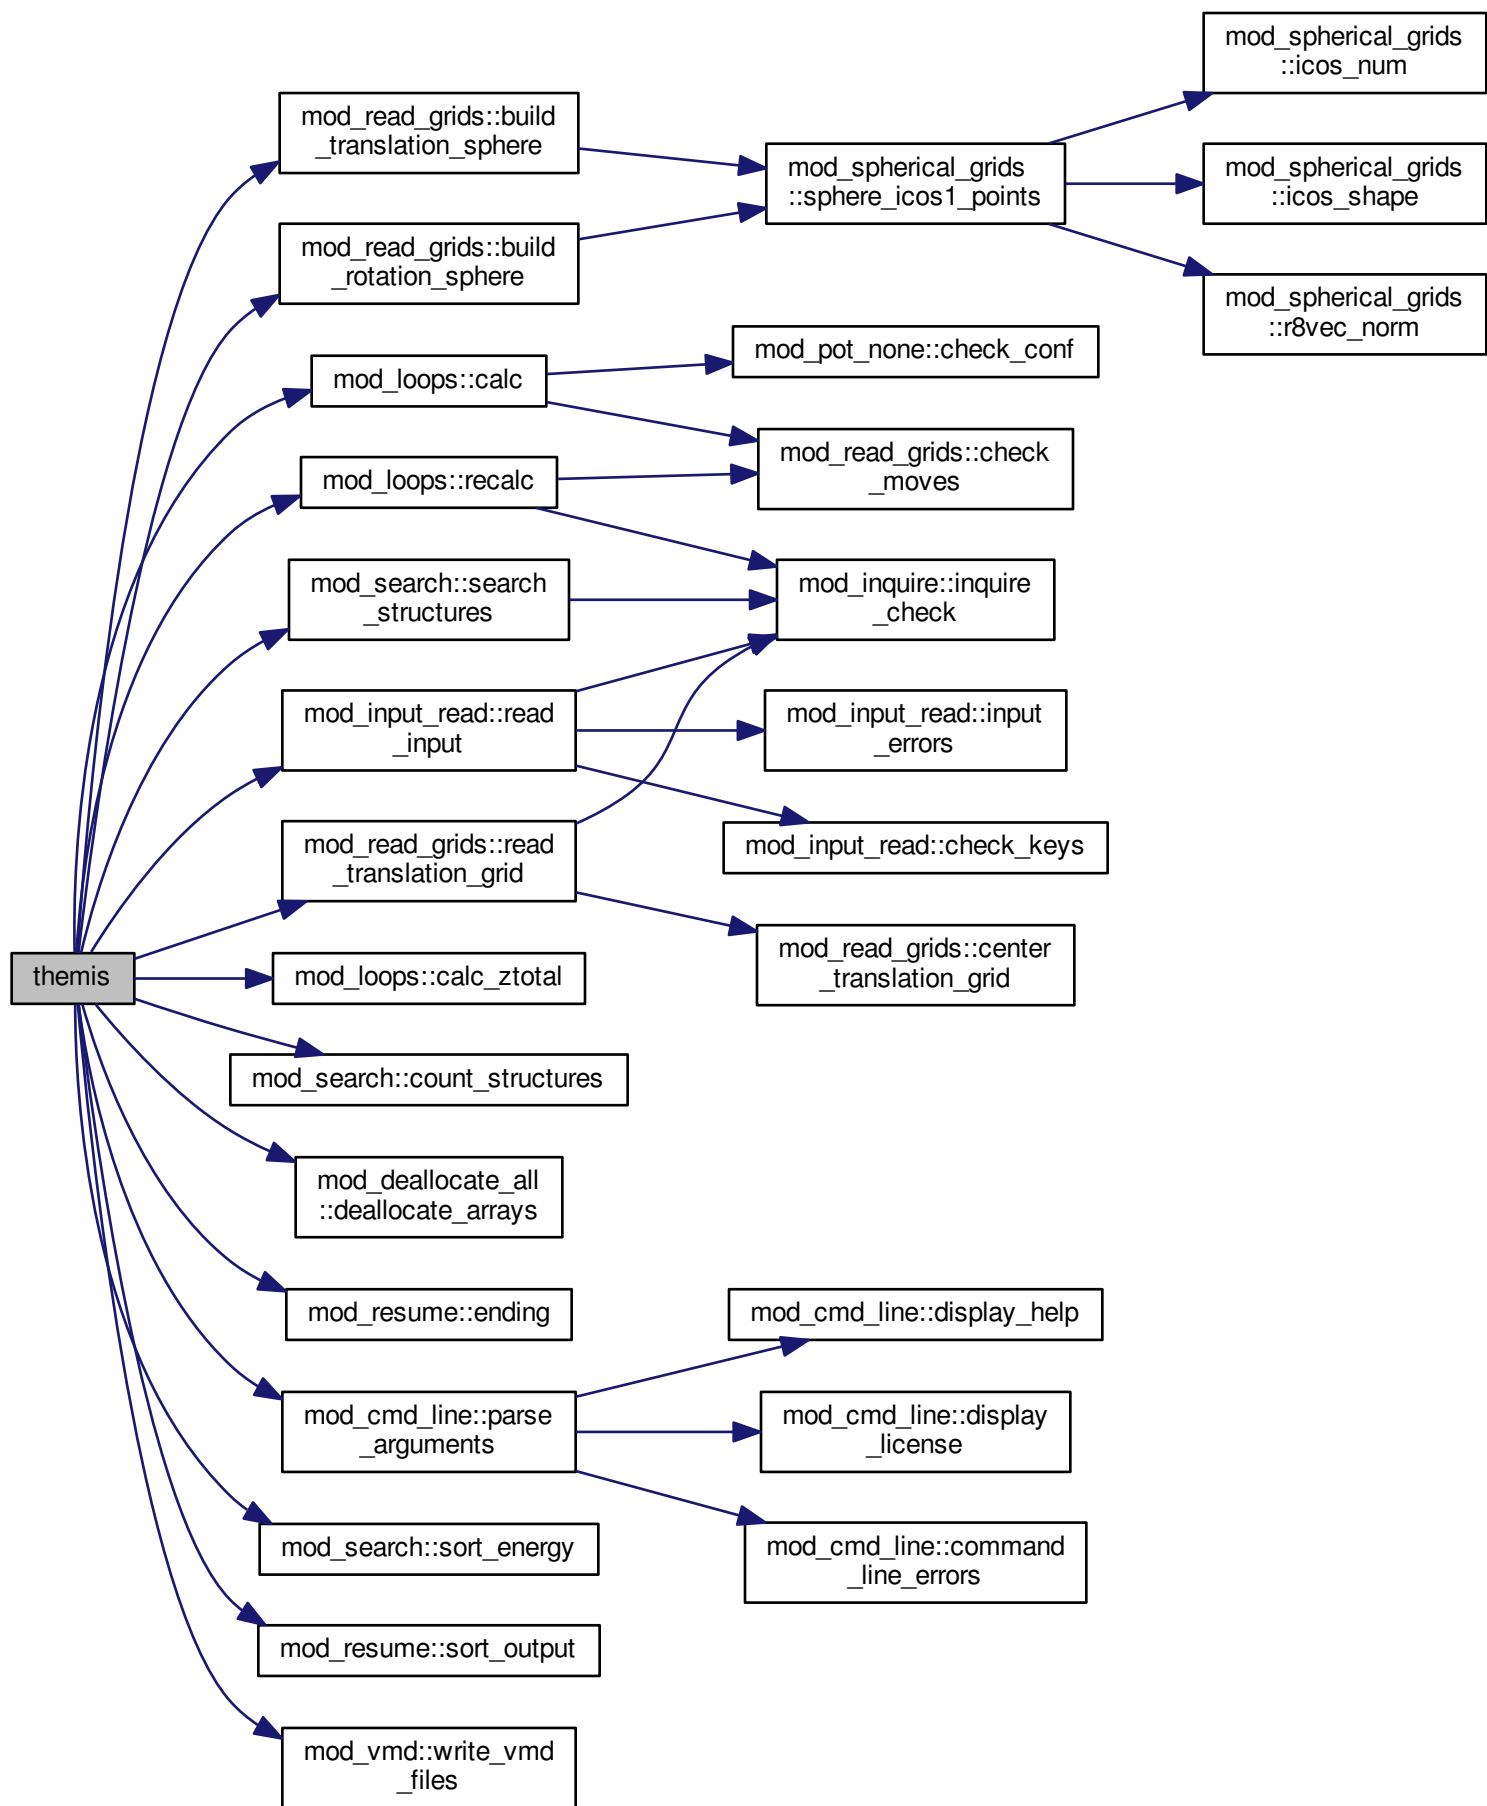 mod_spherical_grids
::icos_num
mod_read_grids::build
_translation_sphere
mod_spherical_grids
::sphere_icos1_points
mod_spherical_grids
::icos_shape
mod_read_grids::build
_rotation_sphere
mod_spherical_grids
::r8vec_norm
mod_loops::calc
mod_pot_none::check_conf
mod_read_grids::check
_moves
mod_loops::recalc
mod_search::search
_structures
mod_inquire::inquire
_check
mod_input_read::read
_input
mod_input_read::input
_errors
mod_read_grids::read
_translation_grid
mod_input_read::check_keys
mod_read_grids::center
_translation_grid
themis
mod_loops::calc_ztotal
mod_search::count_structures
mod_deallocate_all
::deallocate_arrays
mod_resume::ending
mod_cmd_line::display_help
mod_cmd_line::parse
_arguments
mod_cmd_line::display
_license
mod_search::sort_energy
mod_cmd_line::command
_line_errors
mod_resume::sort_output
mod_vmd::write_vmd
_files